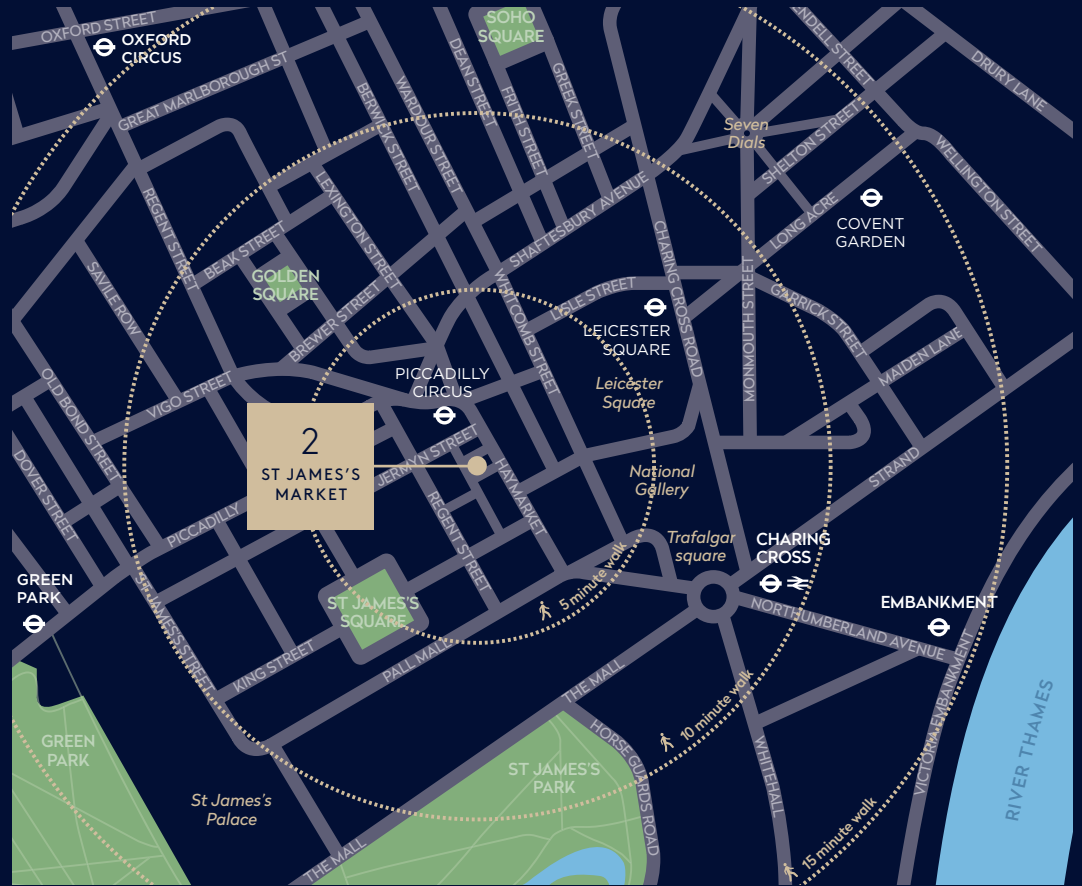 OXFORD STREET
OXFORD
CIRCUS
GREAT MARLBOROUGH ST
SOHO
SQUARE
DEAN STREET
FRITH STREET
GREEK STREET
BERWICK STREET
WARDOUR STREET
ENDELL STREET
DRURY LANE
Seven
Dials
SHELTON STREET
WELLINGTON STREET
LONG ACRE
COVENT
GARDEN
REGENT STREET
LEXINGTON STREET
BEAK STREET
SHAFTESBURY AVENUE
CHARING CROSS ROAD
SAVILE ROW
GOLDEN
SQUARE
BREWER STREET
WHITCOMB STREET
LISLE STREET
LEICESTER
SQUARE
MONMOUTH STREET
GARRICK STREET
MAIDEN LANE
OLD BOND STREET
VIGO STREET
PICCADILLY
CIRCUS
Leicester
Square
2
ST JAMES'S
MARKET
JERMYN STREET
HAYMARKET
REGENT STREET
National
Gallery
STRAND
DOVER STREET
PICCADILLY
Trafalgar
square
CHARING
CROSS
GREEN
PARK
ST JAMES'S STREET
ST JAMES'S
SQUARE
5 minute walk
NORTHUMBERLAND AVENUE
EMBANKMENT
KING STREET
PALL MALL
THE MALL
10 minute walk
VICTORIA EMBANKMENT
RIVER THAMES
GREEN
PARK
HORSE GUARDS ROAD
WHITEHALL
ST JAMES'S
PARK
St James's
Palace
THE MALL
15 minute walk